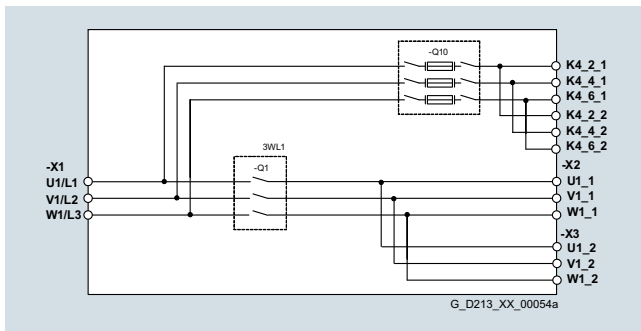 -Q10
K4_2_1
K4_4_1
K4_6_1
K4_2_2
K4_4_2
K4_6_2
3WL1
-X1
-Q1
-X2
U1/L1
U1_1
V1/L2
V1_1
W1/L3
W1_1
-X3
U1_2
V1_2
W1_2
G_D213_XX_00054a